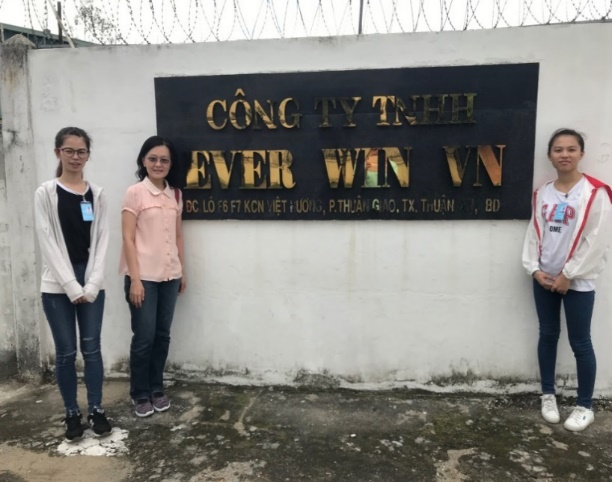 CÔNG TY TNHH
EVER WIN VN
ĐC. LÔ F6 F7 KCN VIỆT HƯƠNG, P.THUẬN GIAO, TX. THUẬN BD